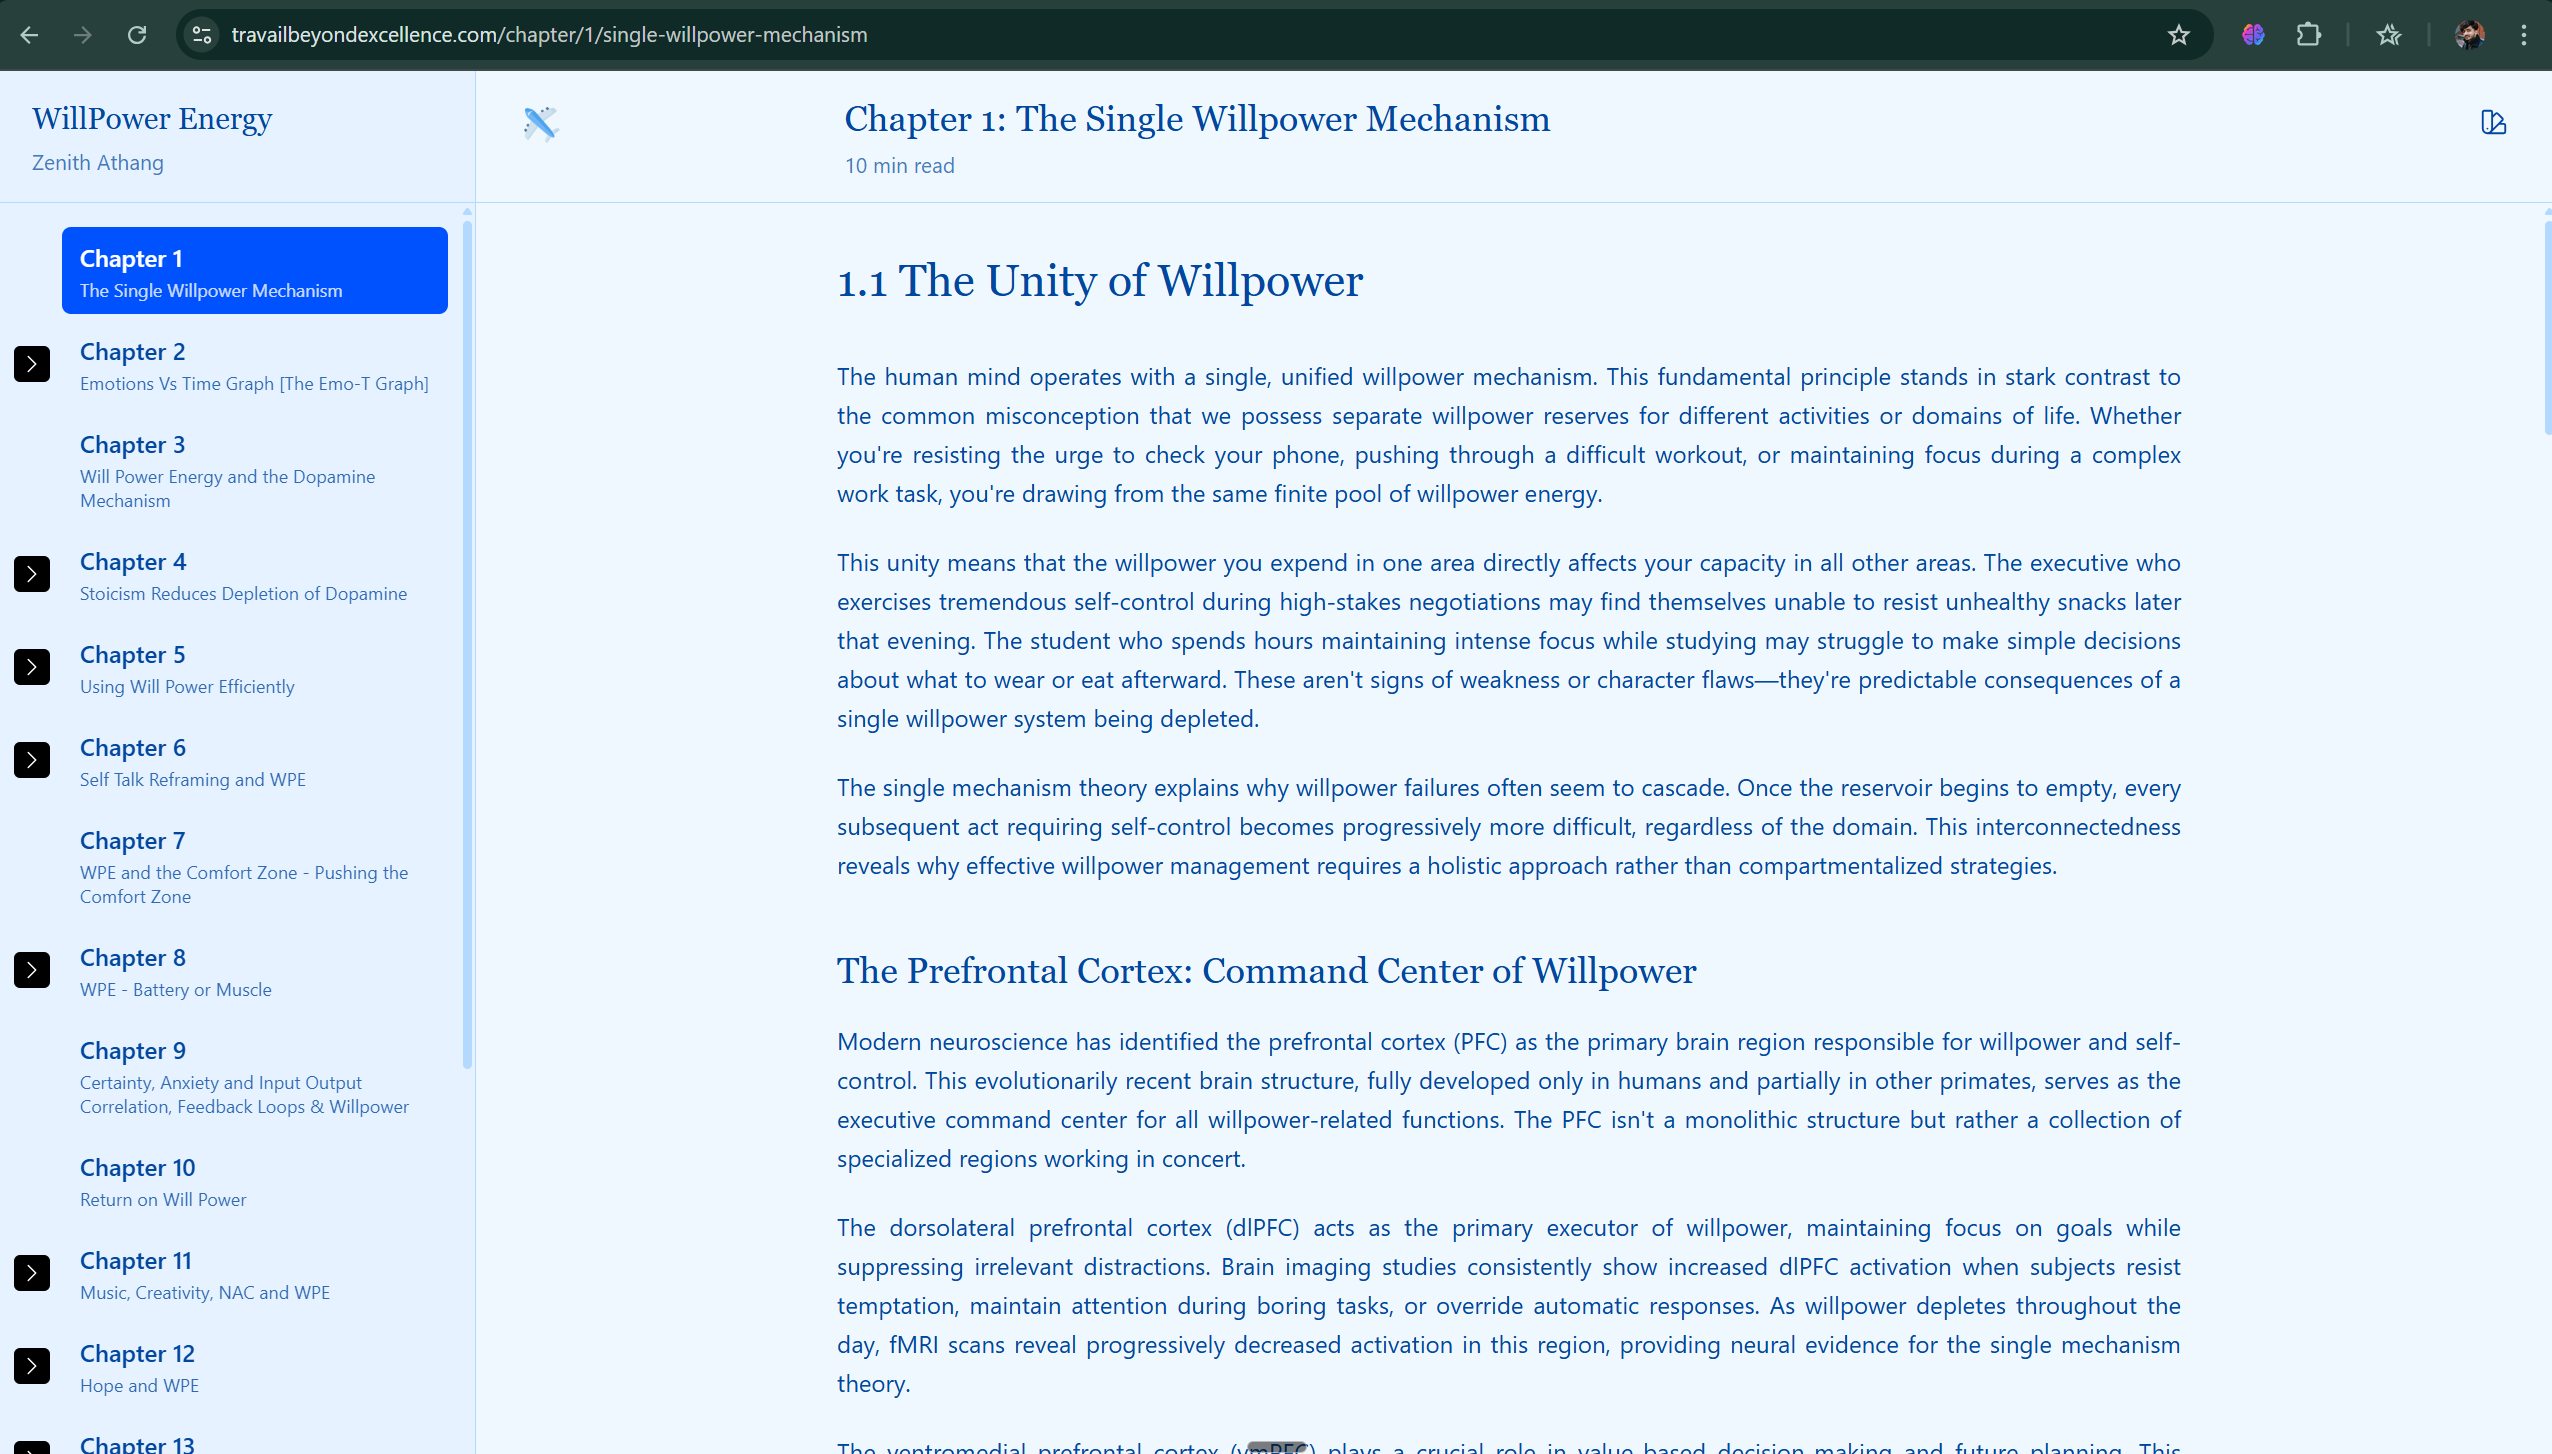 travailbeyondexcellence.com/chapter/1/single-willpower-mechanism
WillPower Energy
Zenith Athang
Chapter 1
The Single Willpower Mechanism
Chapter 2
Emotions Vs Time Graph [The Emo-T Graph]
Chapter 3
Will Power Energy and the Dopamine
Mechanism
Chapter 4
Stoicism Reduces Depletion of Dopamine
Chapter 5
Using Will Power Efficiently
Chapter 6
Self Talk Reframing and WPE
Chapter 7
WPE and the Comfort Zone - Pushing the
Comfort Zone
Chapter 8
WPE - Battery or Muscle
Chapter 9
Certainty, Anxiety and Input Output
Correlation, Feedback Loops & Willpower
Chapter 10
Return on Will Power
Chapter 11
Music, Creativity, NAC and WPE
Chapter 12
Hope and WPE
Chapter 13
Chapter 1: The Single Willpower Mechanism
10 min read
1.1 The Unity of Willpower
The human mind operates with a single, unified willpower mechanism. This fundamental principle stands in stark contrast to
the common misconception that we possess separate willpower reserves for different activities or domains of life. Whether
you're resisting the urge to check your phone, pushing through a difficult workout, or maintaining focus during a complex
work task, you're drawing from the same finite pool of willpower energy.
This unity means that the willpower you expend in one area directly affects your capacity in all other areas. The executive who
exercises tremendous self-control during high-stakes negotiations may find themselves unable to resist unhealthy snacks later
that evening. The student who spends hours maintaining intense focus while studying may struggle to make simple decisions
about what to wear or eat afterward. These aren't signs of weakness or character flaws—they're predictable consequences of a
single willpower system being depleted.
The single mechanism theory explains why willpower failures often seem to cascade. Once the reservoir begins to empty, every
subsequent act requiring self-control becomes progressively more difficult, regardless of the domain. This interconnectedness
reveals why effective willpower management requires a holistic approach rather than compartmentalized strategies.
The Prefrontal Cortex: Command Center of Willpower
Modern neuroscience has identified the prefrontal cortex (PFC) as the primary brain region responsible for willpower and self-
control. This evolutionarily recent brain structure, fully developed only in humans and partially in other primates, serves as the
executive command center for all willpower-related functions. The PFC isn't a monolithic structure but rather a collection of
specialized regions working in concert.
The dorsolateral prefrontal cortex (dlPFC) acts as the primary executor of willpower, maintaining focus on goals while
suppressing irrelevant distractions. Brain imaging studies consistently show increased dlPFC activation when subjects resist
temptation, maintain attention during boring tasks, or override automatic responses. As willpower depletes throughout the
day, fMRI scans reveal progressively decreased activation in this region, providing neural evidence for the single mechanism
theory.
The ventromedial prefrontal cortex (vmPFC) plays a crucial role in value-based decision-making and future planning. This